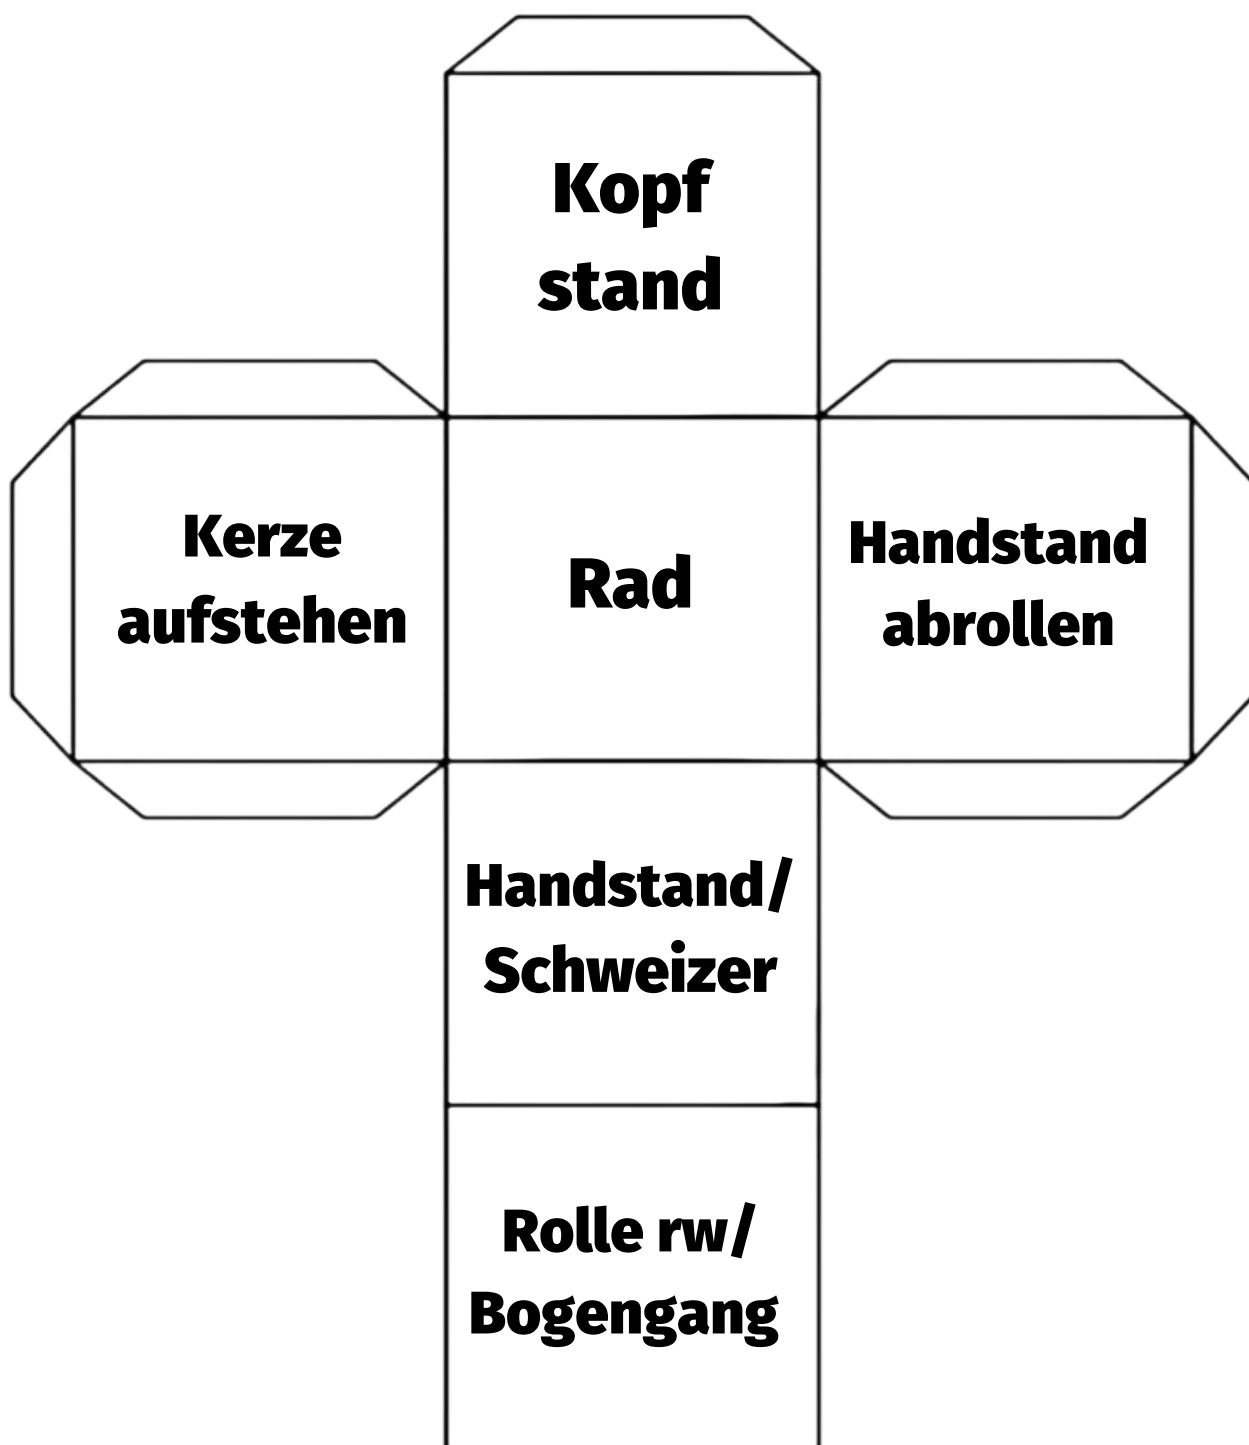 Kopf
stand
Kerze
aufstehen
Rad
Handstand
abrollen
Handstand/
Schweizer
Rolle rw/
Bogengang